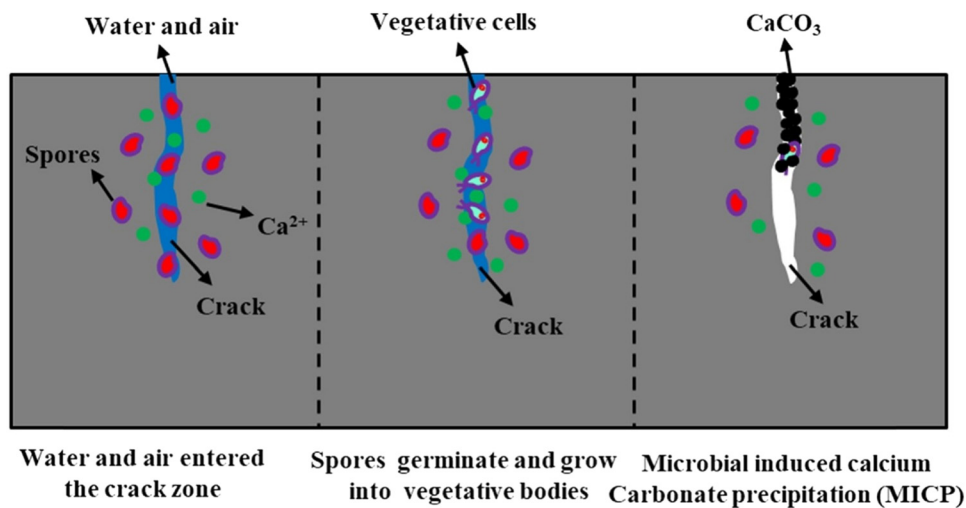 Water and air
Vegetative cells
CaCO₃
Spores
Ca²⁺
Crack
Crack
Crack
Water and air entered
the crack zone
Spores germinate and grow
into vegetative bodies
Microbial induced calcium
Carbonate precipitation (MICP)